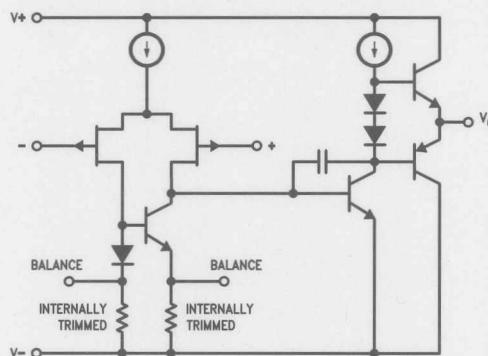 V+
-
+
V
BALANCE
BALANCE
INTERNALLY
TRIMMED
INTERNALLY
TRIMMED
V-